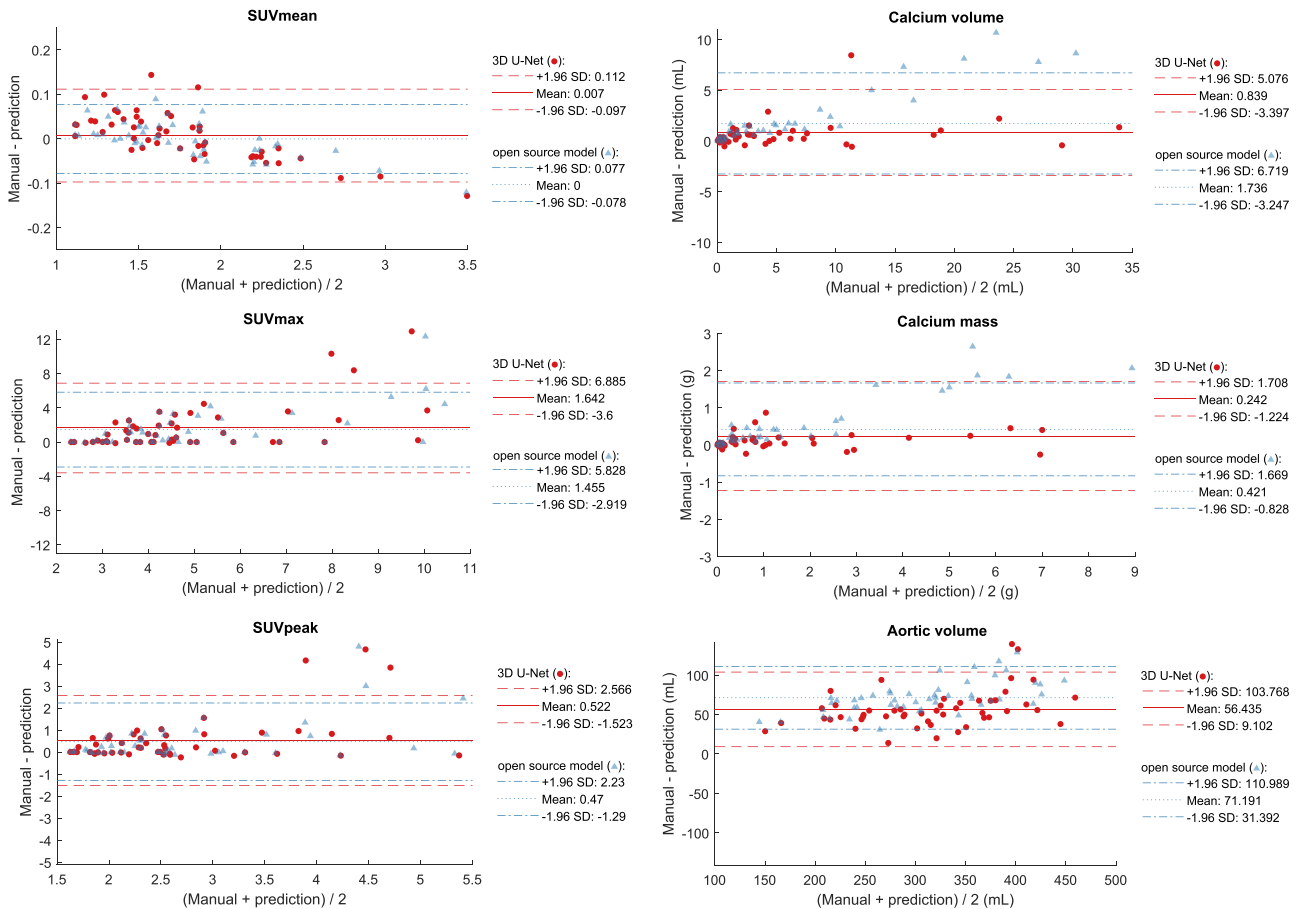 SUVmean
Manual - prediction
0.2
0.1
0
-0.1
-0.2
1
1.5
2
2.5
3
3.5
(Manual + prediction) / 2
3D U-Net (●):
+1.96 SD: 0.112
Mean: 0.007
-1.96 SD: -0.097
open source model (▲):
+1.96 SD: 0.077
Mean: 0
-1.96 SD: -0.078
Calcium volume
Manual - prediction (mL)
10
5
0
-5
-10
0
5
10
15
20
25
30
35
(Manual + prediction) / 2 (mL)
3D U-Net (●):
+1.96 SD: 5.076
Mean: 0.839
-1.96 SD: -3.397
open source model (▲):
+1.96 SD: 6.719
Mean: 1.736
-1.96 SD: -3.247
SUVmax
Manual - prediction
12
8
4
0
-4
-8
-12
2
3
4
5
6
7
8
9
10
11
(Manual + prediction) / 2
3D U-Net (●):
+1.96 SD: 6.885
Mean: 1.642
-1.96 SD: -3.6
open source model (▲):
+1.96 SD: 5.828
Mean: 1.455
-1.96 SD: -2.919
Calcium mass
Manual - prediction (g)
3
2
1
0
-1
-2
-3
0
1
2
3
4
5
6
7
8
9
(Manual + prediction) / 2 (g)
3D U-Net (●):
+1.96 SD: 1.708
Mean: 0.242
-1.96 SD: -1.224
open source model (▲):
+1.96 SD: 1.669
Mean: 0.421
-1.96 SD: -0.828
SUVpeak
Manual - prediction
5
4
3
2
1
0
-1
-2
-3
-4
-5
1.5
2
2.5
3
3.5
4
4.5
5
5.5
(Manual + prediction) / 2
3D U-Net (●):
+1.96 SD: 2.566
Mean: 0.522
-1.96 SD: -1.523
open source model (▲):
+1.96 SD: 2.23
Mean: 0.47
-1.96 SD: -1.29
Aortic volume
Manual - prediction (mL)
100
50
0
-50
-100
100
150
200
250
300
350
400
450
500
(Manual + prediction) / 2 (mL)
3D U-Net (●):
+1.96 SD: 103.768
Mean: 56.435
-1.96 SD: 9.102
open source model (▲):
+1.96 SD: 110.989
Mean: 71.191
-1.96 SD: 31.392